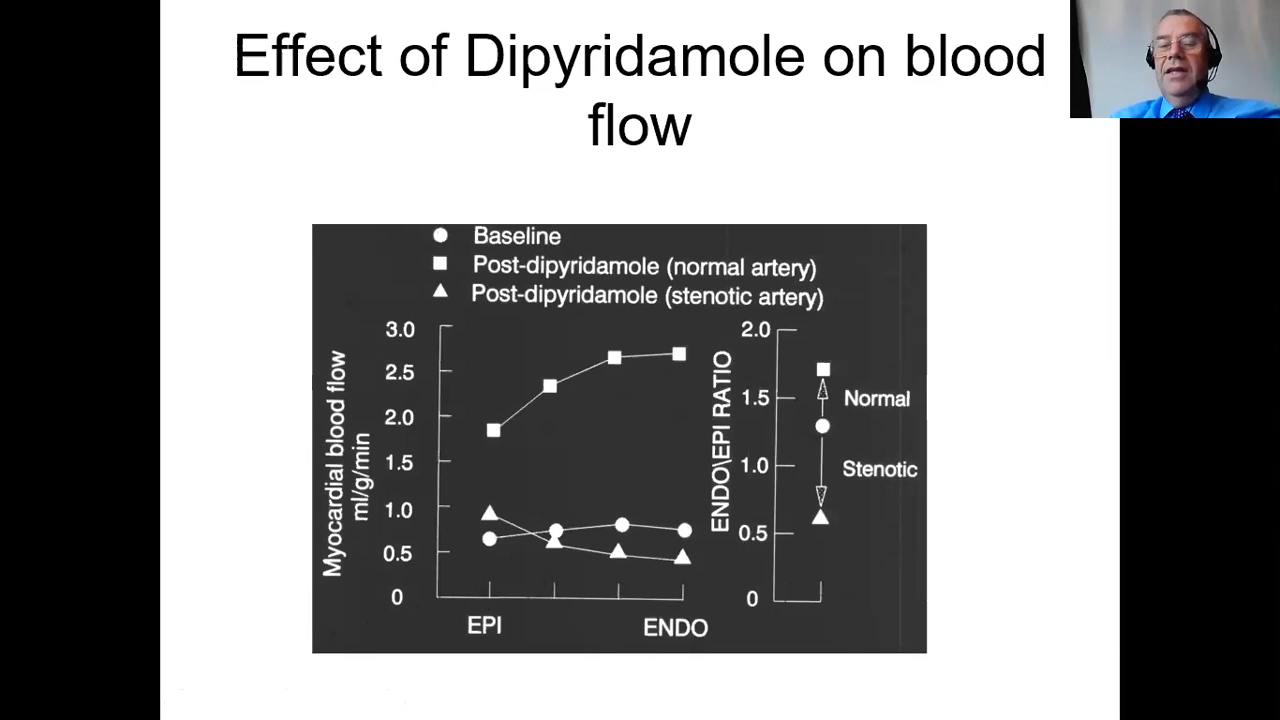 Effect of Dipyridamole on blood
flow
Baseline
Post-dipyridamole (normal artery)
Post-dipyridamole (stenotic artery)
Myocardial blood flow
ml/g/min
3.0
2.5
2.0
1.5
1.0
0.5
0
EPI
ENDO
ENDO\EPI RATIO
2.0
1.5
1.0
0.5
0
Normal
Stenotic